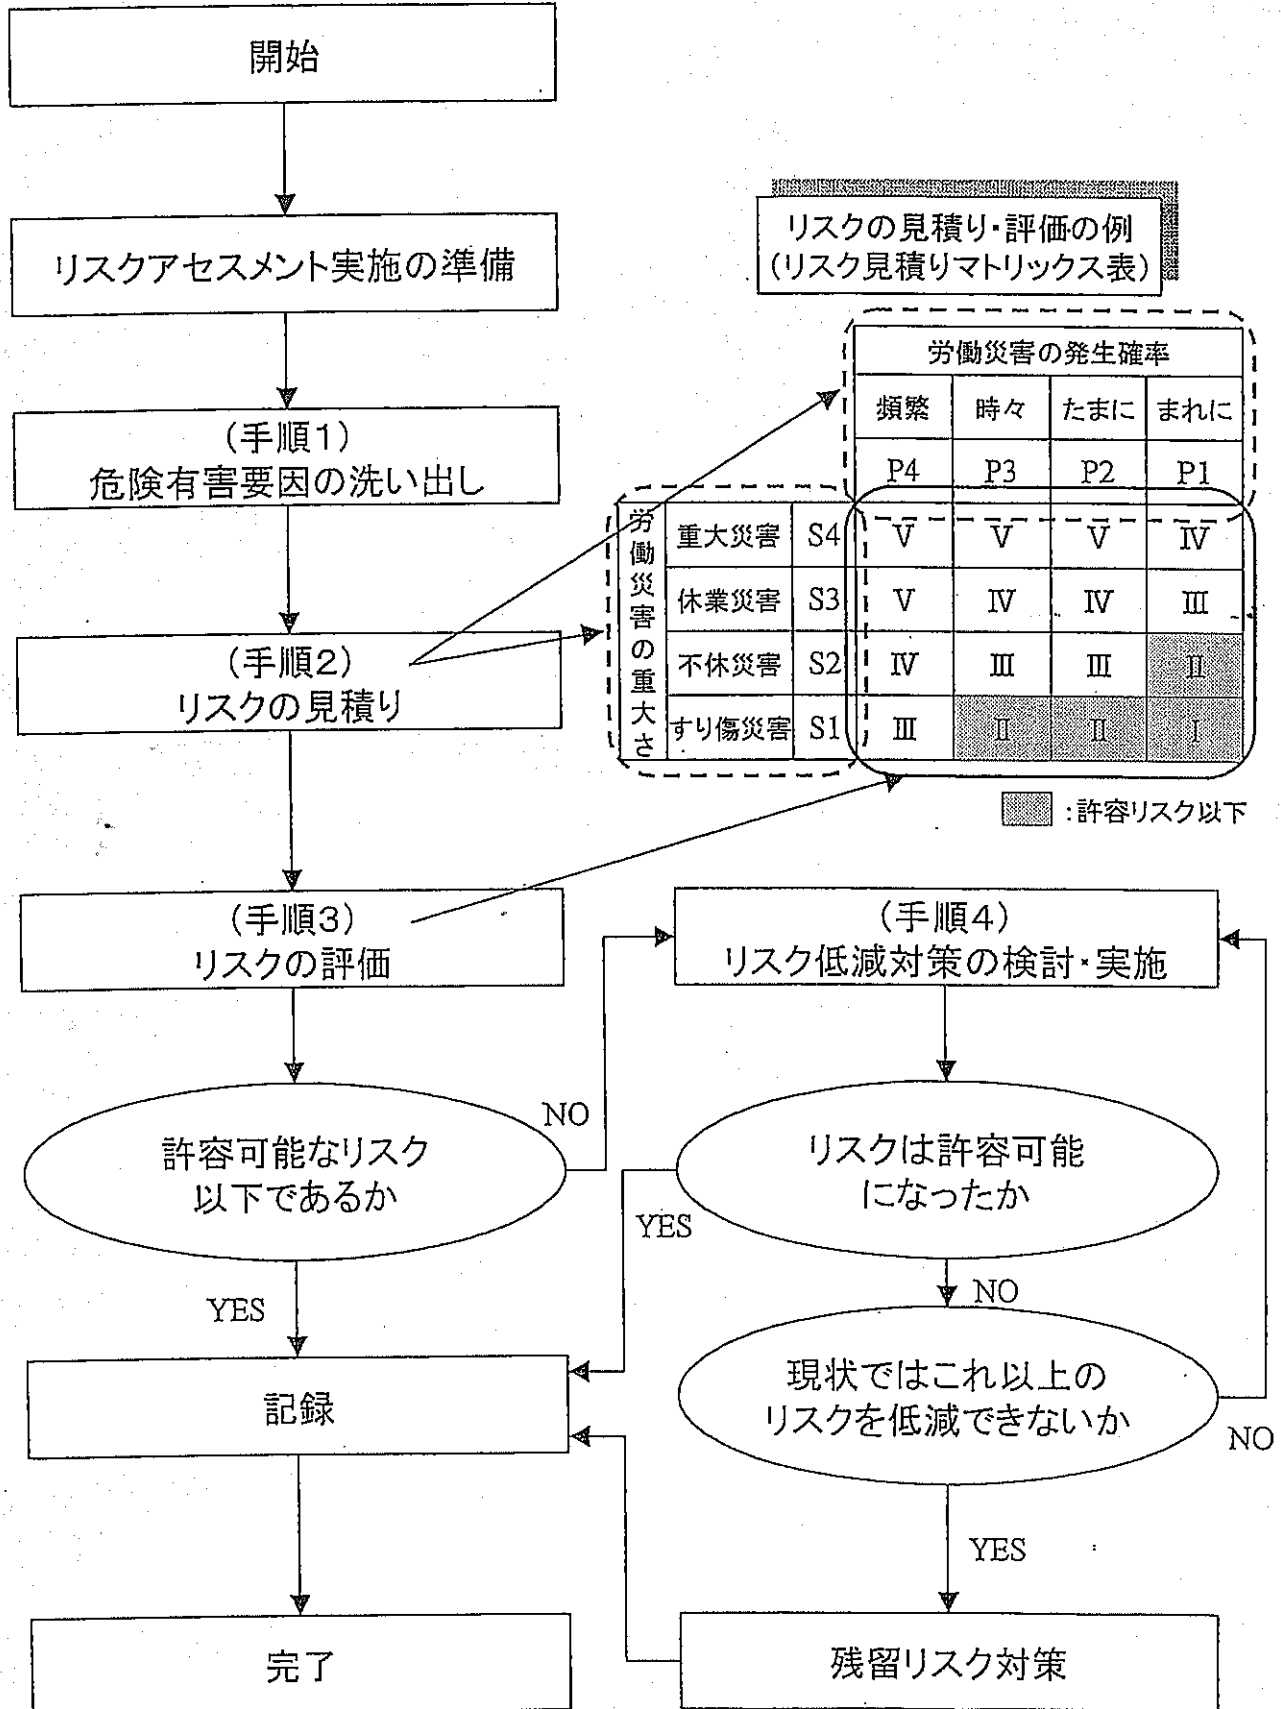 開始
リスクアセスメント実施の準備
(手順1)
危険有害要因の洗い出し
(手順2)
リスクの見積り
リスクの見積り・評価の例
(リスク見積りマトリックス表)
労働災害の発生確率
頻繁 時々 たまに まれに
P4 P3 P2 P1
労働災害の重大さ
重大災害 S4 Ⅴ Ⅴ Ⅴ Ⅳ
休業災害 S3 Ⅴ Ⅳ Ⅳ Ⅲ
不休災害 S2 Ⅳ Ⅲ Ⅲ Ⅱ
すり傷災害 S1 Ⅲ Ⅱ Ⅱ Ⅰ
:許容リスク以下
(手順3)
リスクの評価
(手順4)
リスク低減対策の検討・実施
許容可能なリスク
以下であるか
NO
YES
リスクは許容可能
になったか
YES
NO
現状ではこれ以上の
リスクを低減できないか
NO
YES
記録
残留リスク対策
完了